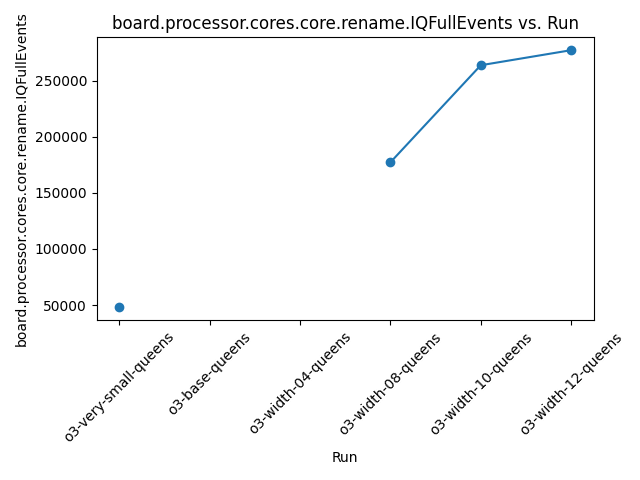 board.processor.cores.core.rename.IQFullEvents vs. Run
board.processor.cores.core.rename.IQFullEvents
250000
200000
150000
100000
50000
o3-very-small-queens
o3-base-queens
o3-width-04-queens
o3-width-08-queens
o3-width-10-queens
o3-width-12-queens
Run